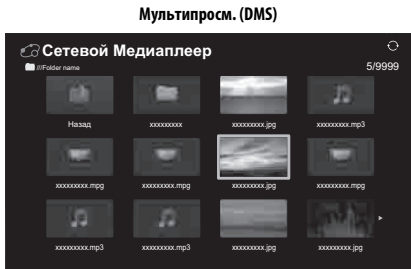 Мультипросм. (DMS)
Сетевой Медиаплеер
///Folder name 5/9999
Назад xxxxxxxxx xxxxxxxxx.jpg xxxxxxxxx.mp3
xxxxxxxxx.mpg xxxxxxxxx.mpg xxxxxxxxx.jpg xxxxxxxxx.mpg
xxxxxxxxx.mp3 xxxxxxxxx.mp3 xxxxxxxxx.jpg xxxxxxxxx.jpg